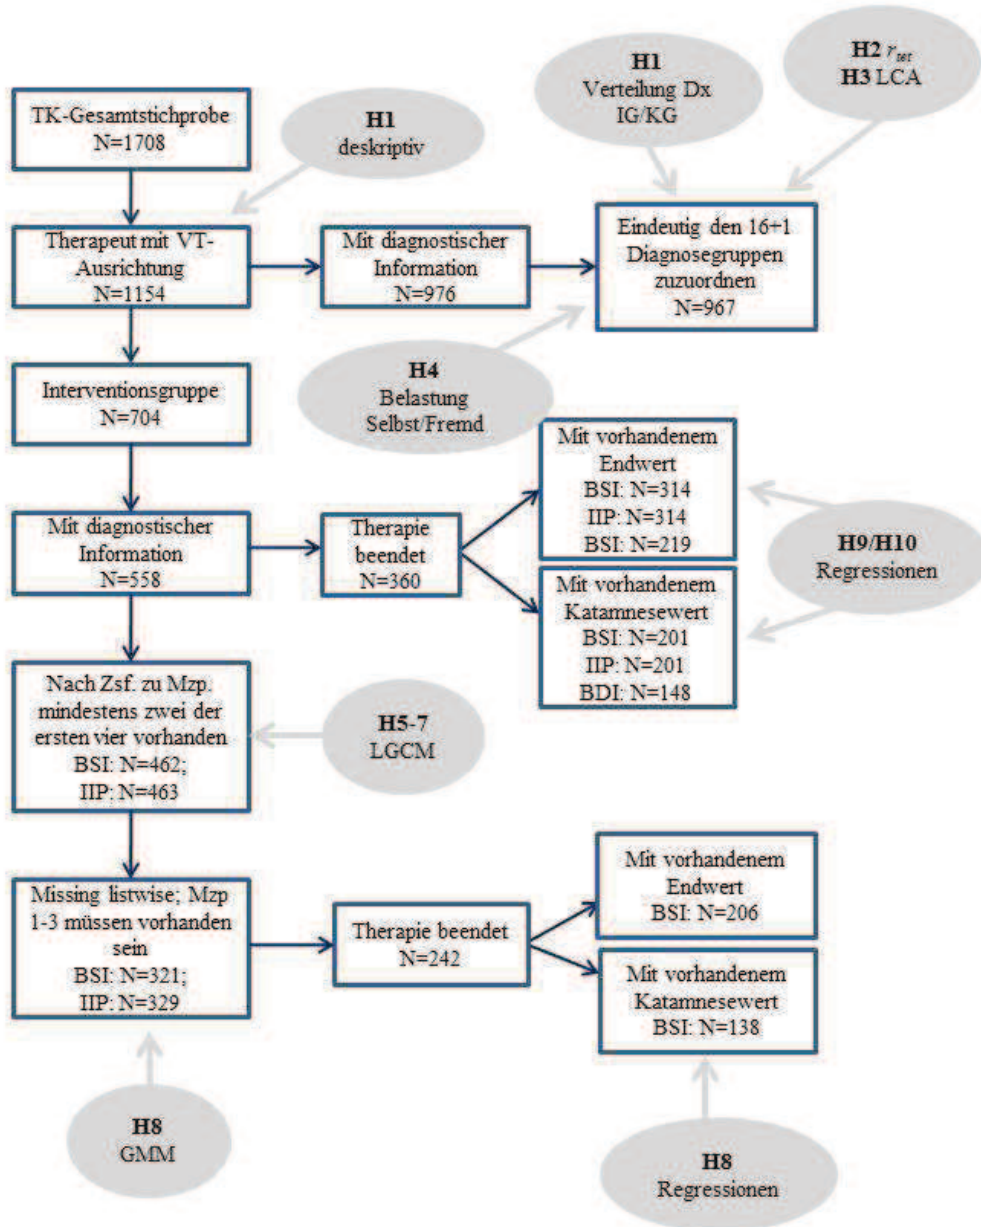 H1
Verteilung Dx
IG/KG
H2 r_tet
H3 LCA
TK-Gesamtstichprobe
N=1708
H1
deskriptiv
Therapeut mit VT-
Ausrichtung
N=1154
Mit diagnostischer
Information
N=976
Eindeutig den 16+1
Diagnosegruppen
zuzuordnen
N=967
Interventionsgruppe
N=704
H4
Belastung
Selbst/Fremd
Mit diagnostischer
Information
N=558
Therapie
beendet
N=360
Mit vorhandenem
Endwert
BSI: N=314
IIP: N=314
BSI: N=219
Mit vorhandenem
Katamnesewert
BSI: N=201
IIP: N=201
BDI: N=148
H9/H10
Regressionen
Nach Zsf. zu Mzp.
mindestens zwei der
ersten vier vorhanden
BSI: N=462;
IIP: N=463
H5-7
LGCM
Missing listwise; Mzp
1-3 müssen vorhanden
sein
BSI: N=321;
IIP: N=329
Therapie beendet
N=242
Mit vorhandenem
Endwert
BSI: N=206
Mit vorhandenem
Katamnesewert
BSI: N=138
H8
GMM
H8
Regressionen